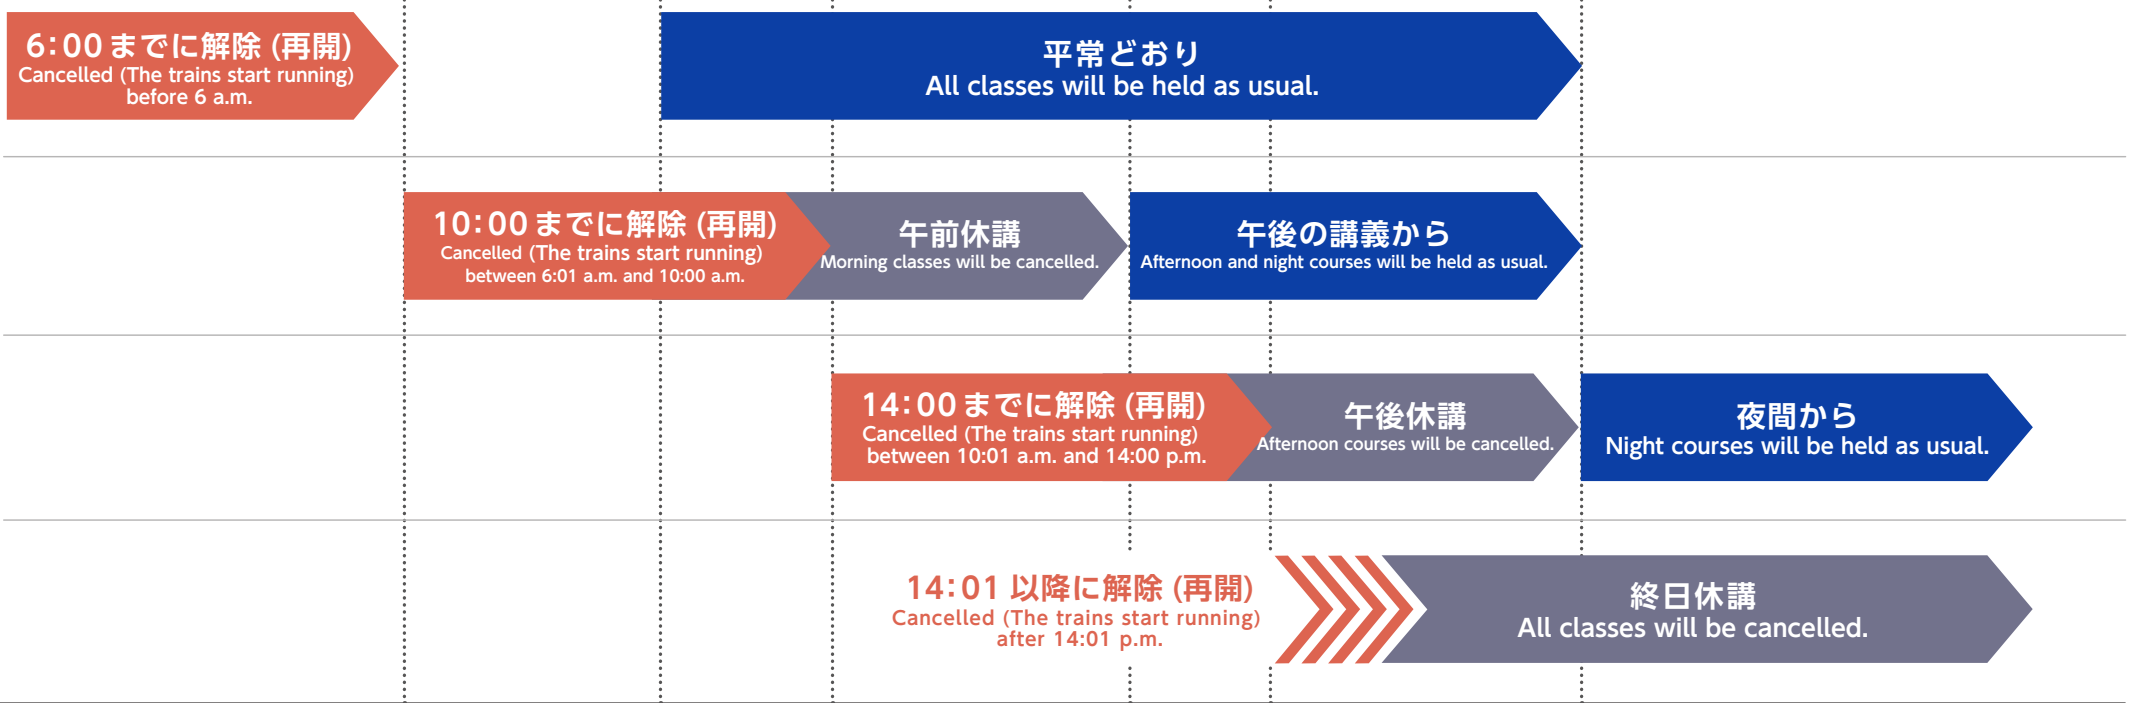 6:00 までに解除 (再開)
Cancelled (The trains start running)
before 6 a.m.
平常どおり
All classes will be held as usual.
10:00 までに解除 (再開)
Cancelled (The trains start running)
between 6:01 a.m. and 10:00 a.m.
午前休講
Morning classes will be cancelled.
午後の講義から
Afternoon and night courses will be held as usual.
14:00 までに解除 (再開)
Cancelled (The trains start running)
between 10:01 a.m. and 14:00 p.m.
午後休講
Afternoon courses will be cancelled.
夜間から
Night courses will be held as usual.
14:01 以降に解除 (再開)
Cancelled (The trains start running)
after 14:01 p.m.
終日休講
All classes will be cancelled.